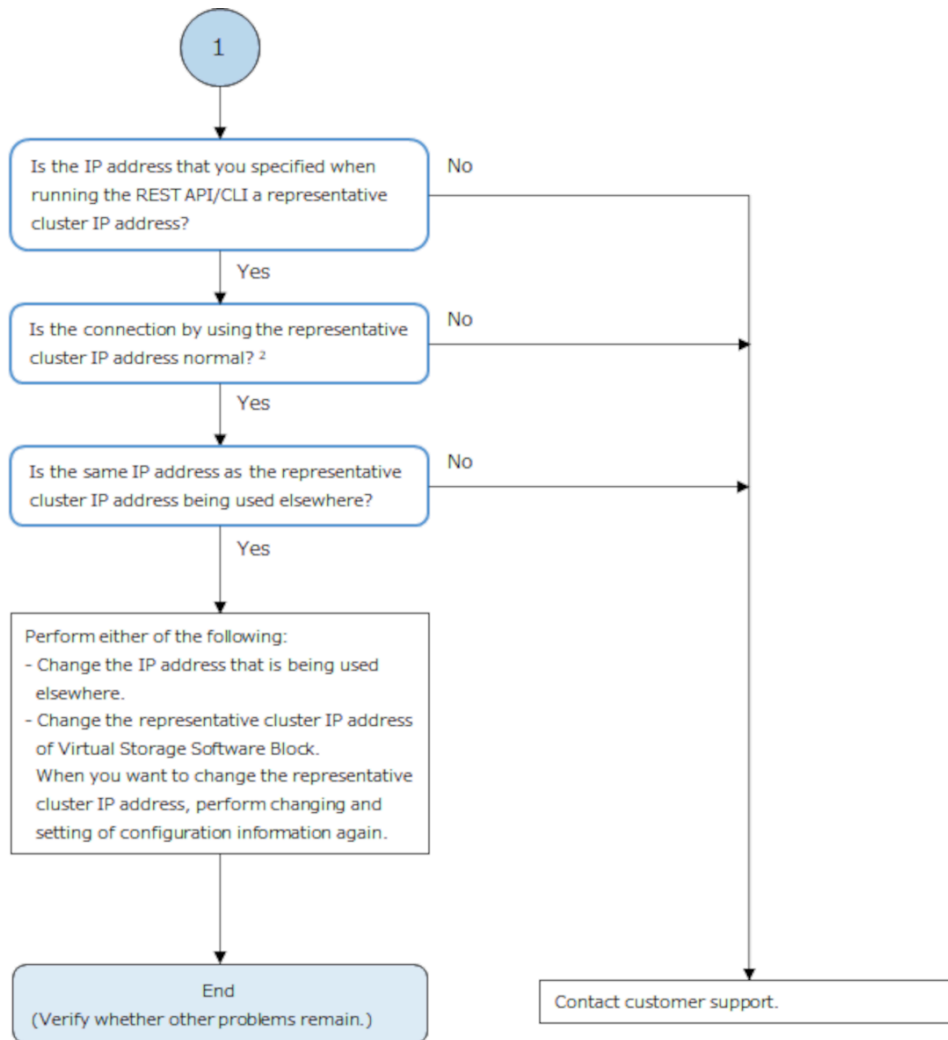 1
Is the IP address that you specified when
running the REST API/CLI a representative
cluster IP address?
No
Yes
Is the connection by using the representative
cluster IP address normal? ²
No
Yes
Is the same IP address as the representative
cluster IP address being used elsewhere?
No
Yes
Perform either of the following:
- Change the IP address that is being used
elsewhere.
- Change the representative cluster IP address
of Virtual Storage Software Block.
When you want to change the representative
cluster IP address, perform changing and
setting of configuration information again.
End
(Verify whether other problems remain.)
Contact customer support.